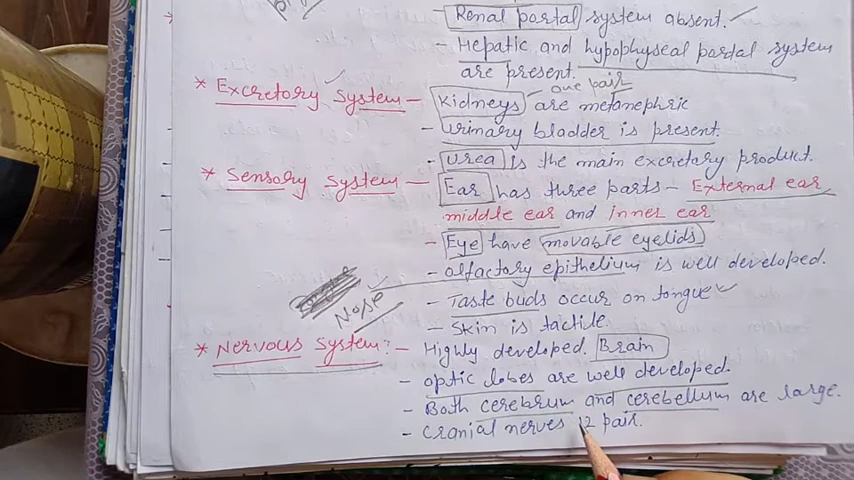 Renal portal system absent.
- Hepatic and hypophyseal portal system
are present.
* Excretory system - Kidneys - one pair are metanephric
- urinary bladder is present.
- Urea is the main excretory product.
* Sensory system - Ear has three parts - External ear
middle ear and inner ear
- Eye have movable eyelids
- olfactory epithelium is well developed.
Nose
- Taste buds occur on tongue
- Skin is tactile.
* Nervous system :- Highly developed. Brain
- optic lobes are well developed.
- Both cerebrum and cerebellum are large.
- Cranial nerves 12 pair.